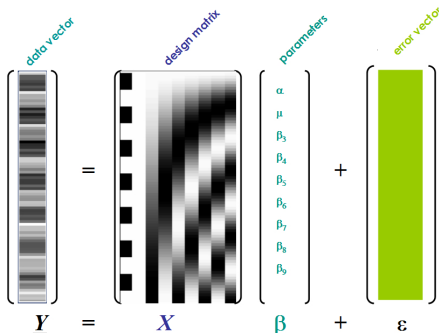 data vector
design matrix
parameters
error vector
=
α
μ
β3
β4
β5
β6
β7
β8
β9
+
Y = X β + ε